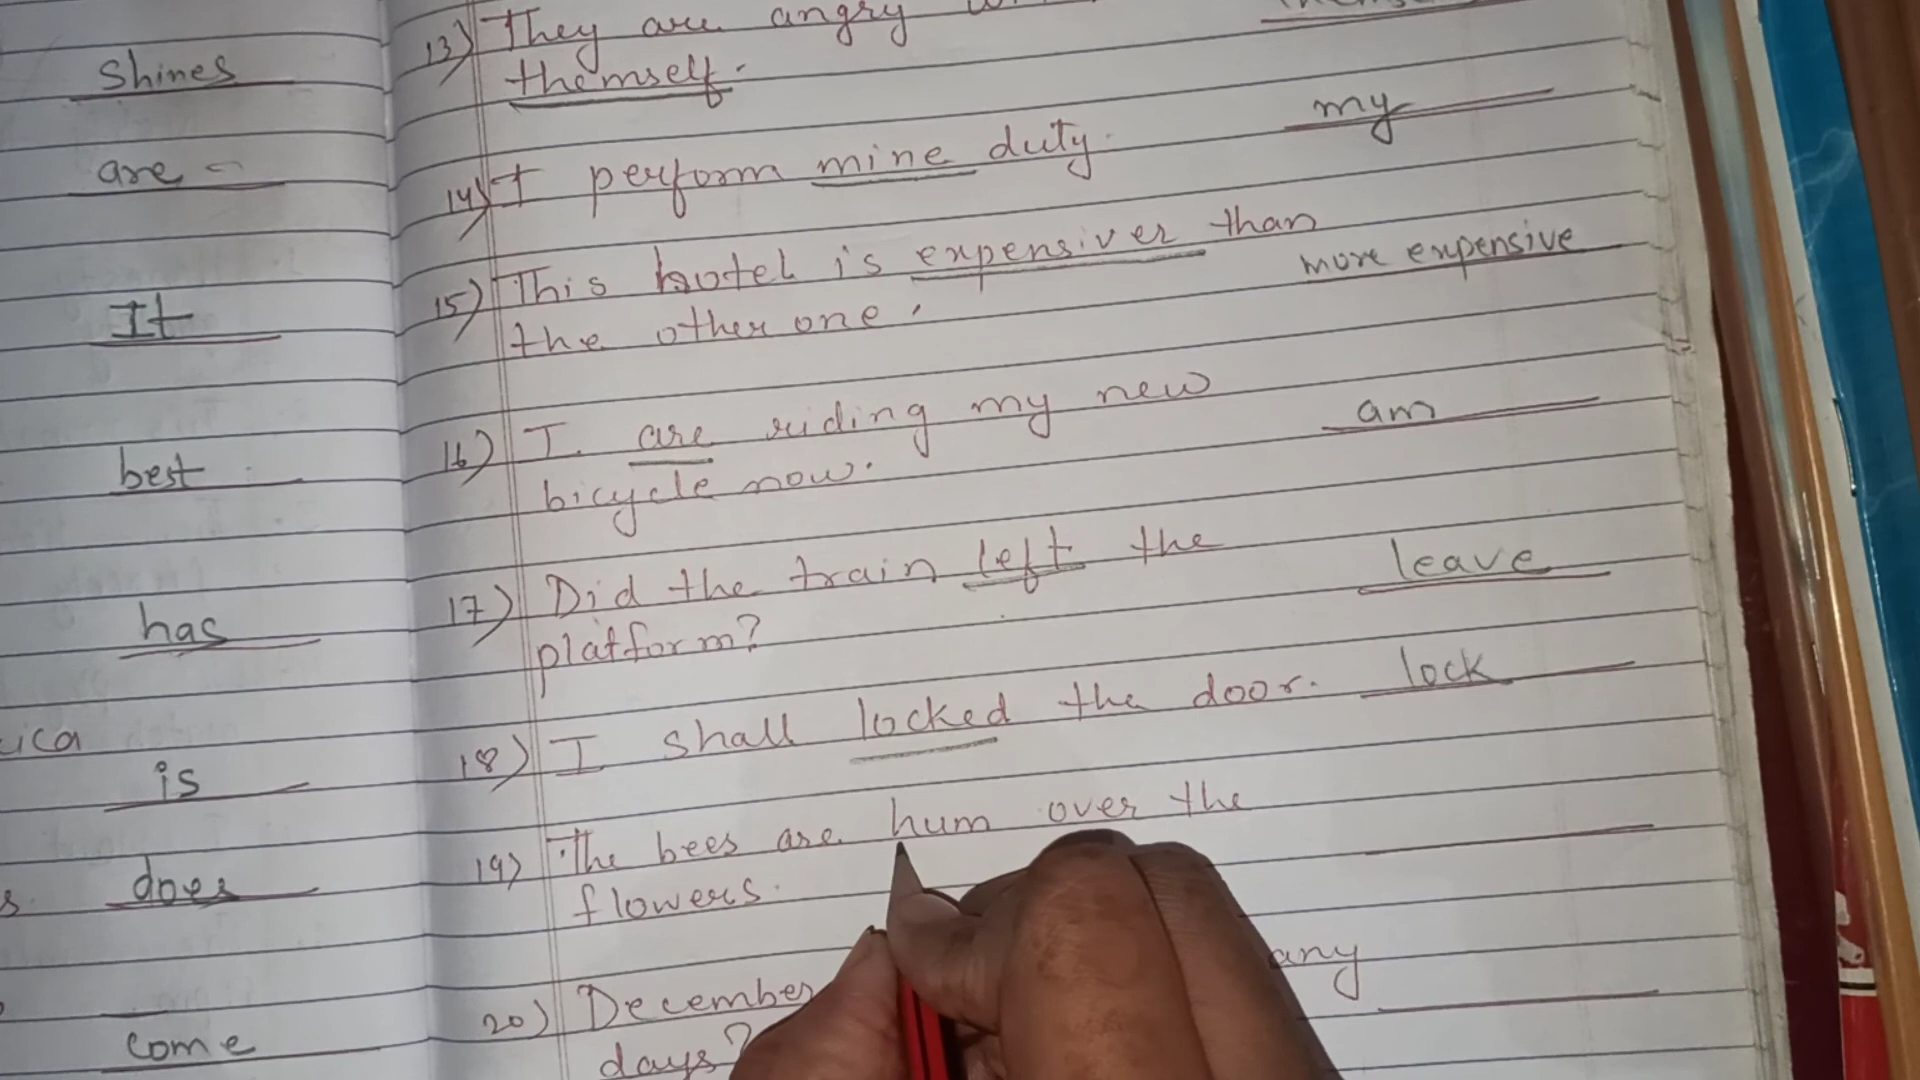 Shines
are
It
best
has
ica
is
s.
does
come
13) They are angry
themself.
14) I perform mine duty. my
15) This hotel is expensiver than more expensive
the other one.
16) I are riding my new am
bicycle now.
17) Did the train left the leave
platform?
18) I shall locked the door. lock
19) The bees are hum over the
flowers.
20) December any
days?